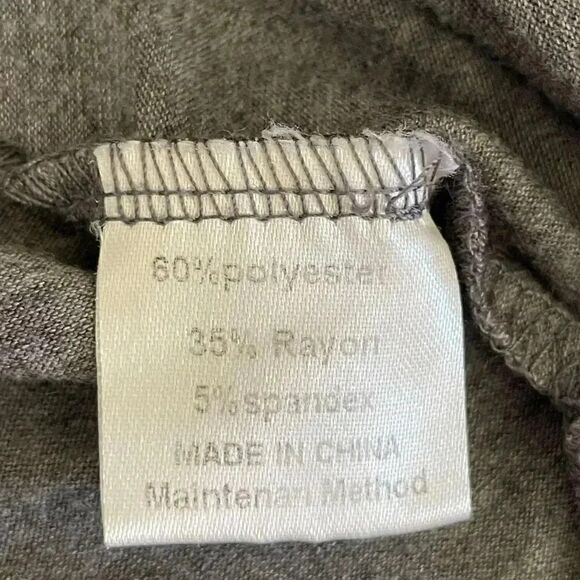 60%polyester
35% Rayon
5%spandex
MADE IN CHINA
Maintenan Method